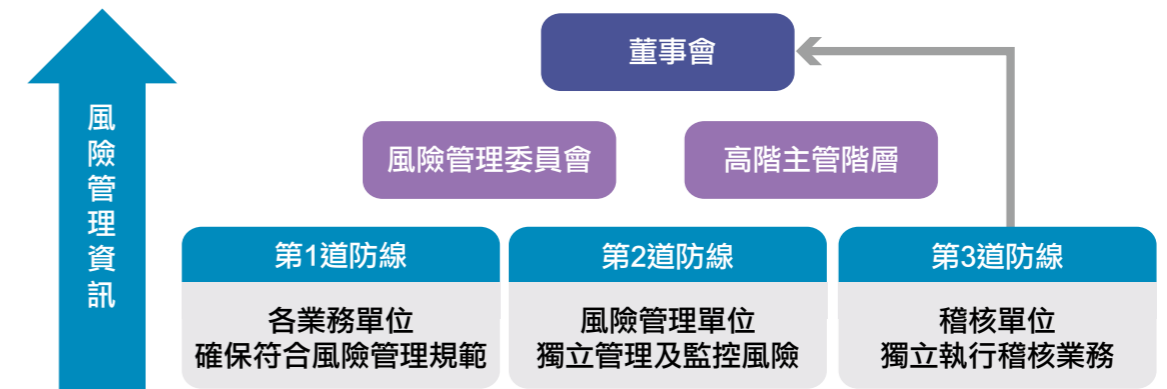 風險管理資訊
董事會
風險管理委員會
高階主管階層
第1道防線
各業務單位
確保符合風險管理規範
第2道防線
風險管理單位
獨立管理及監控風險
第3道防線
稽核單位
獨立執行稽核業務